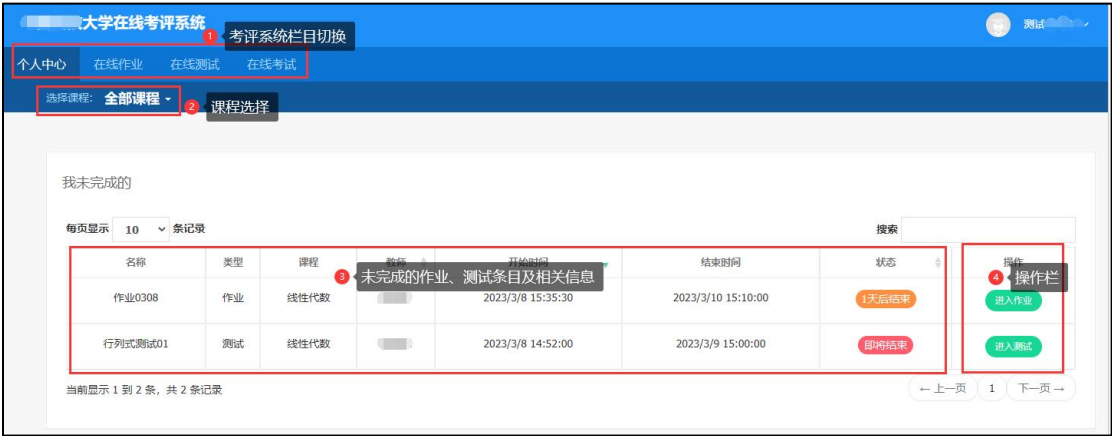 大学在线考评系统
1 考评系统栏目切换
测试
个人中心 在线作业 在线测试 在线考试
选择课程: 全部课程
2 课程选择
我未完成的
每页显示 10 条记录
搜索
名称 类型 课程 教师 开始时间 结束时间 状态 操作
3 未完成的作业、测试条目及相关信息
4 操作栏
作业0308 作业 线性代数 2023/3/8 15:35:30 2023/3/10 15:10:00 1天后结束 进入作业
行列式测试01 测试 线性代数 2023/3/8 14:52:00 2023/3/9 15:00:00 即将结束 进入测试
当前显示 1 到 2 条，共 2 条记录
←上一页 1 下一页→